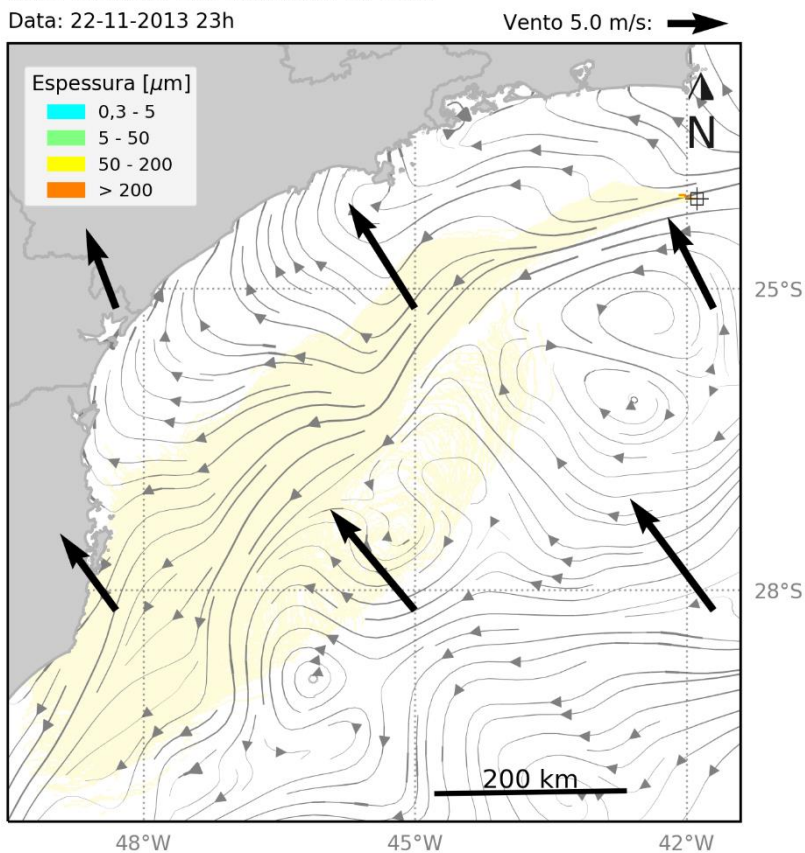 Data: 22-11-2013 23h
Vento 5.0 m/s:
Espessura [μm]
0,3 - 5
5 - 50
50 - 200
> 200
N
25°S
28°S
200 km
48°W
45°W
42°W